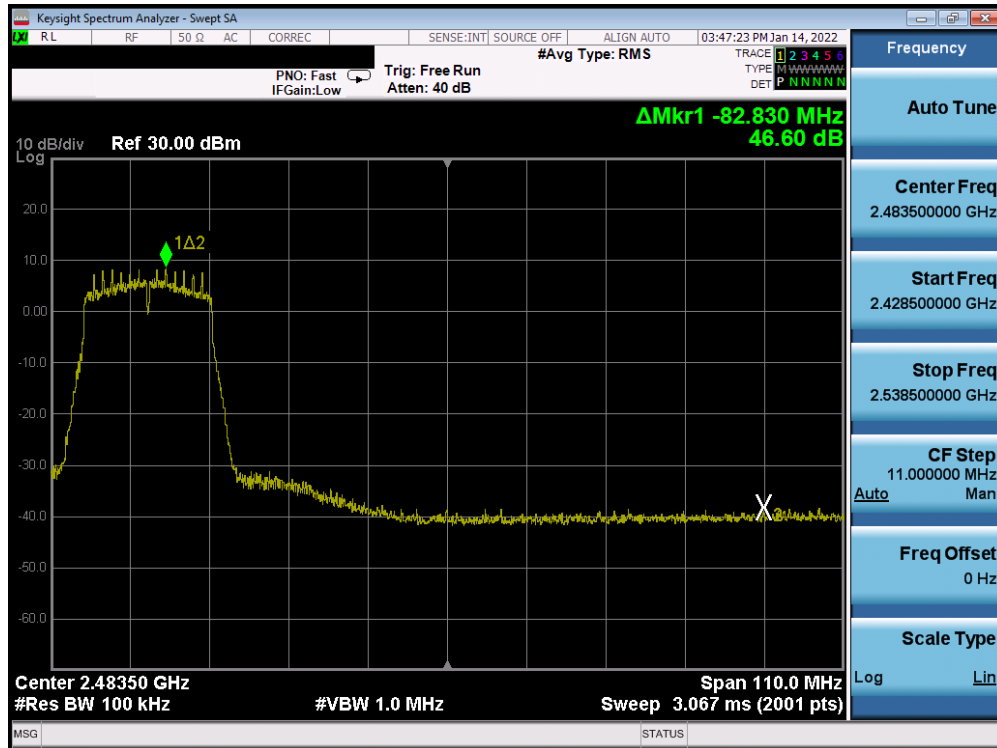 Keysight Spectrum Analyzer - Swept SA
LXI RL RF 50 Ω AC CORREC SENSE:INT SOURCE OFF ALIGN AUTO 03:47:23 PM Jan 14, 2022
#Avg Type: RMS
TRACE 1 2 3 4 5 6
TYPE M W W W W W
DET P N N N N N
PNO: Fast
IFGain:Low
Trig: Free Run
Atten: 40 dB
ΔMkr1 -82.830 MHz
46.60 dB
10 dB/div
Log
Ref 30.00 dBm
20.0
10.0
0.00
-10.0
-20.0
-30.0
-40.0
-50.0
-60.0
1Δ2
X
Center 2.48350 GHz
Span 110.0 MHz
#Res BW 100 kHz
#VBW 1.0 MHz
Sweep 3.067 ms (2001 pts)
MSG
STATUS
Frequency
Auto Tune
Center Freq
2.483500000 GHz
Start Freq
2.428500000 GHz
Stop Freq
2.538500000 GHz
CF Step
11.000000 MHz
Auto Man
Freq Offset
0 Hz
Scale Type
Log Lin